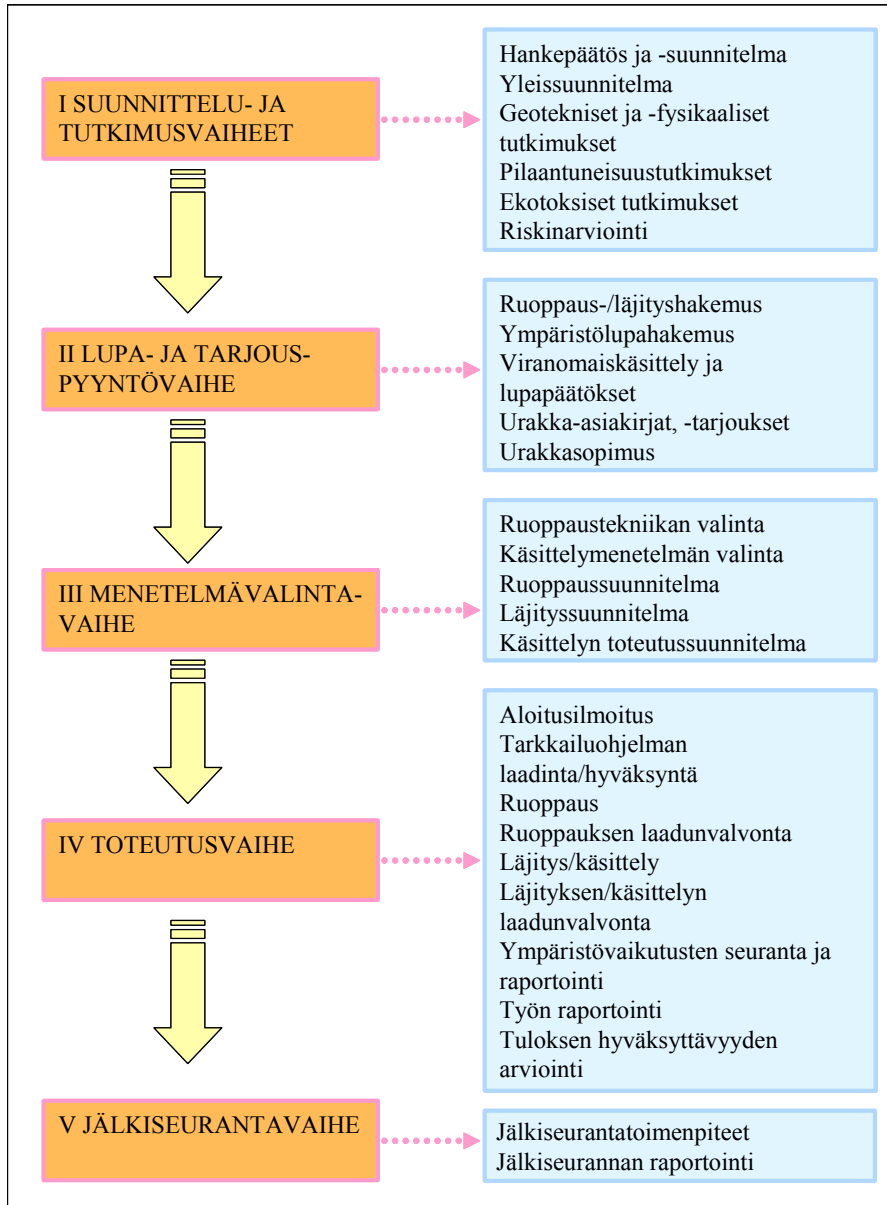 I SUUNNITTELU- JA
TUTKIMUSVAIHEET
Hankepäätös ja -suunnitelma
Yleissuunnitelma
Geotekniset ja -fysikaaliset
tutkimukset
Pilaantuneisuustutkimukset
Ekotoksiset tutkimukset
Riskinarviointi
II LUPA- JA TARJOUS-
PYYNTÖVAIHE
Ruoppaus-/läjityshakemus
Ympäristölupahakemus
Viranomaiskäsittely ja
lupapäätökset
Urakka-asiakirjat, -tarjoukset
Urakkasopimus
III MENETELMÄVALINTA-
VAIHE
Ruoppaustekniikan valinta
Käsittelymenetelmän valinta
Ruoppaussuunnitelma
Läjityssuunnitelma
Käsittelyn toteutussuunnitelma
IV TOTEUTUSVAIHE
Aloitusilmoitus
Tarkkailuohjelman
laadinta/hyväksyntä
Ruoppaus
Ruoppauksen laadunvalvonta
Läjitys/käsittely
Läjityksen/käsittelyn
laadunvalvonta
Ympäristövaikutusten seuranta ja
raportointi
Työn raportointi
Tuloksen hyväksyttävyyden
arviointi
V JÄLKISEURANTAVAIHE
Jälkiseurantatoimenpiteet
Jälkiseurannan raportointi